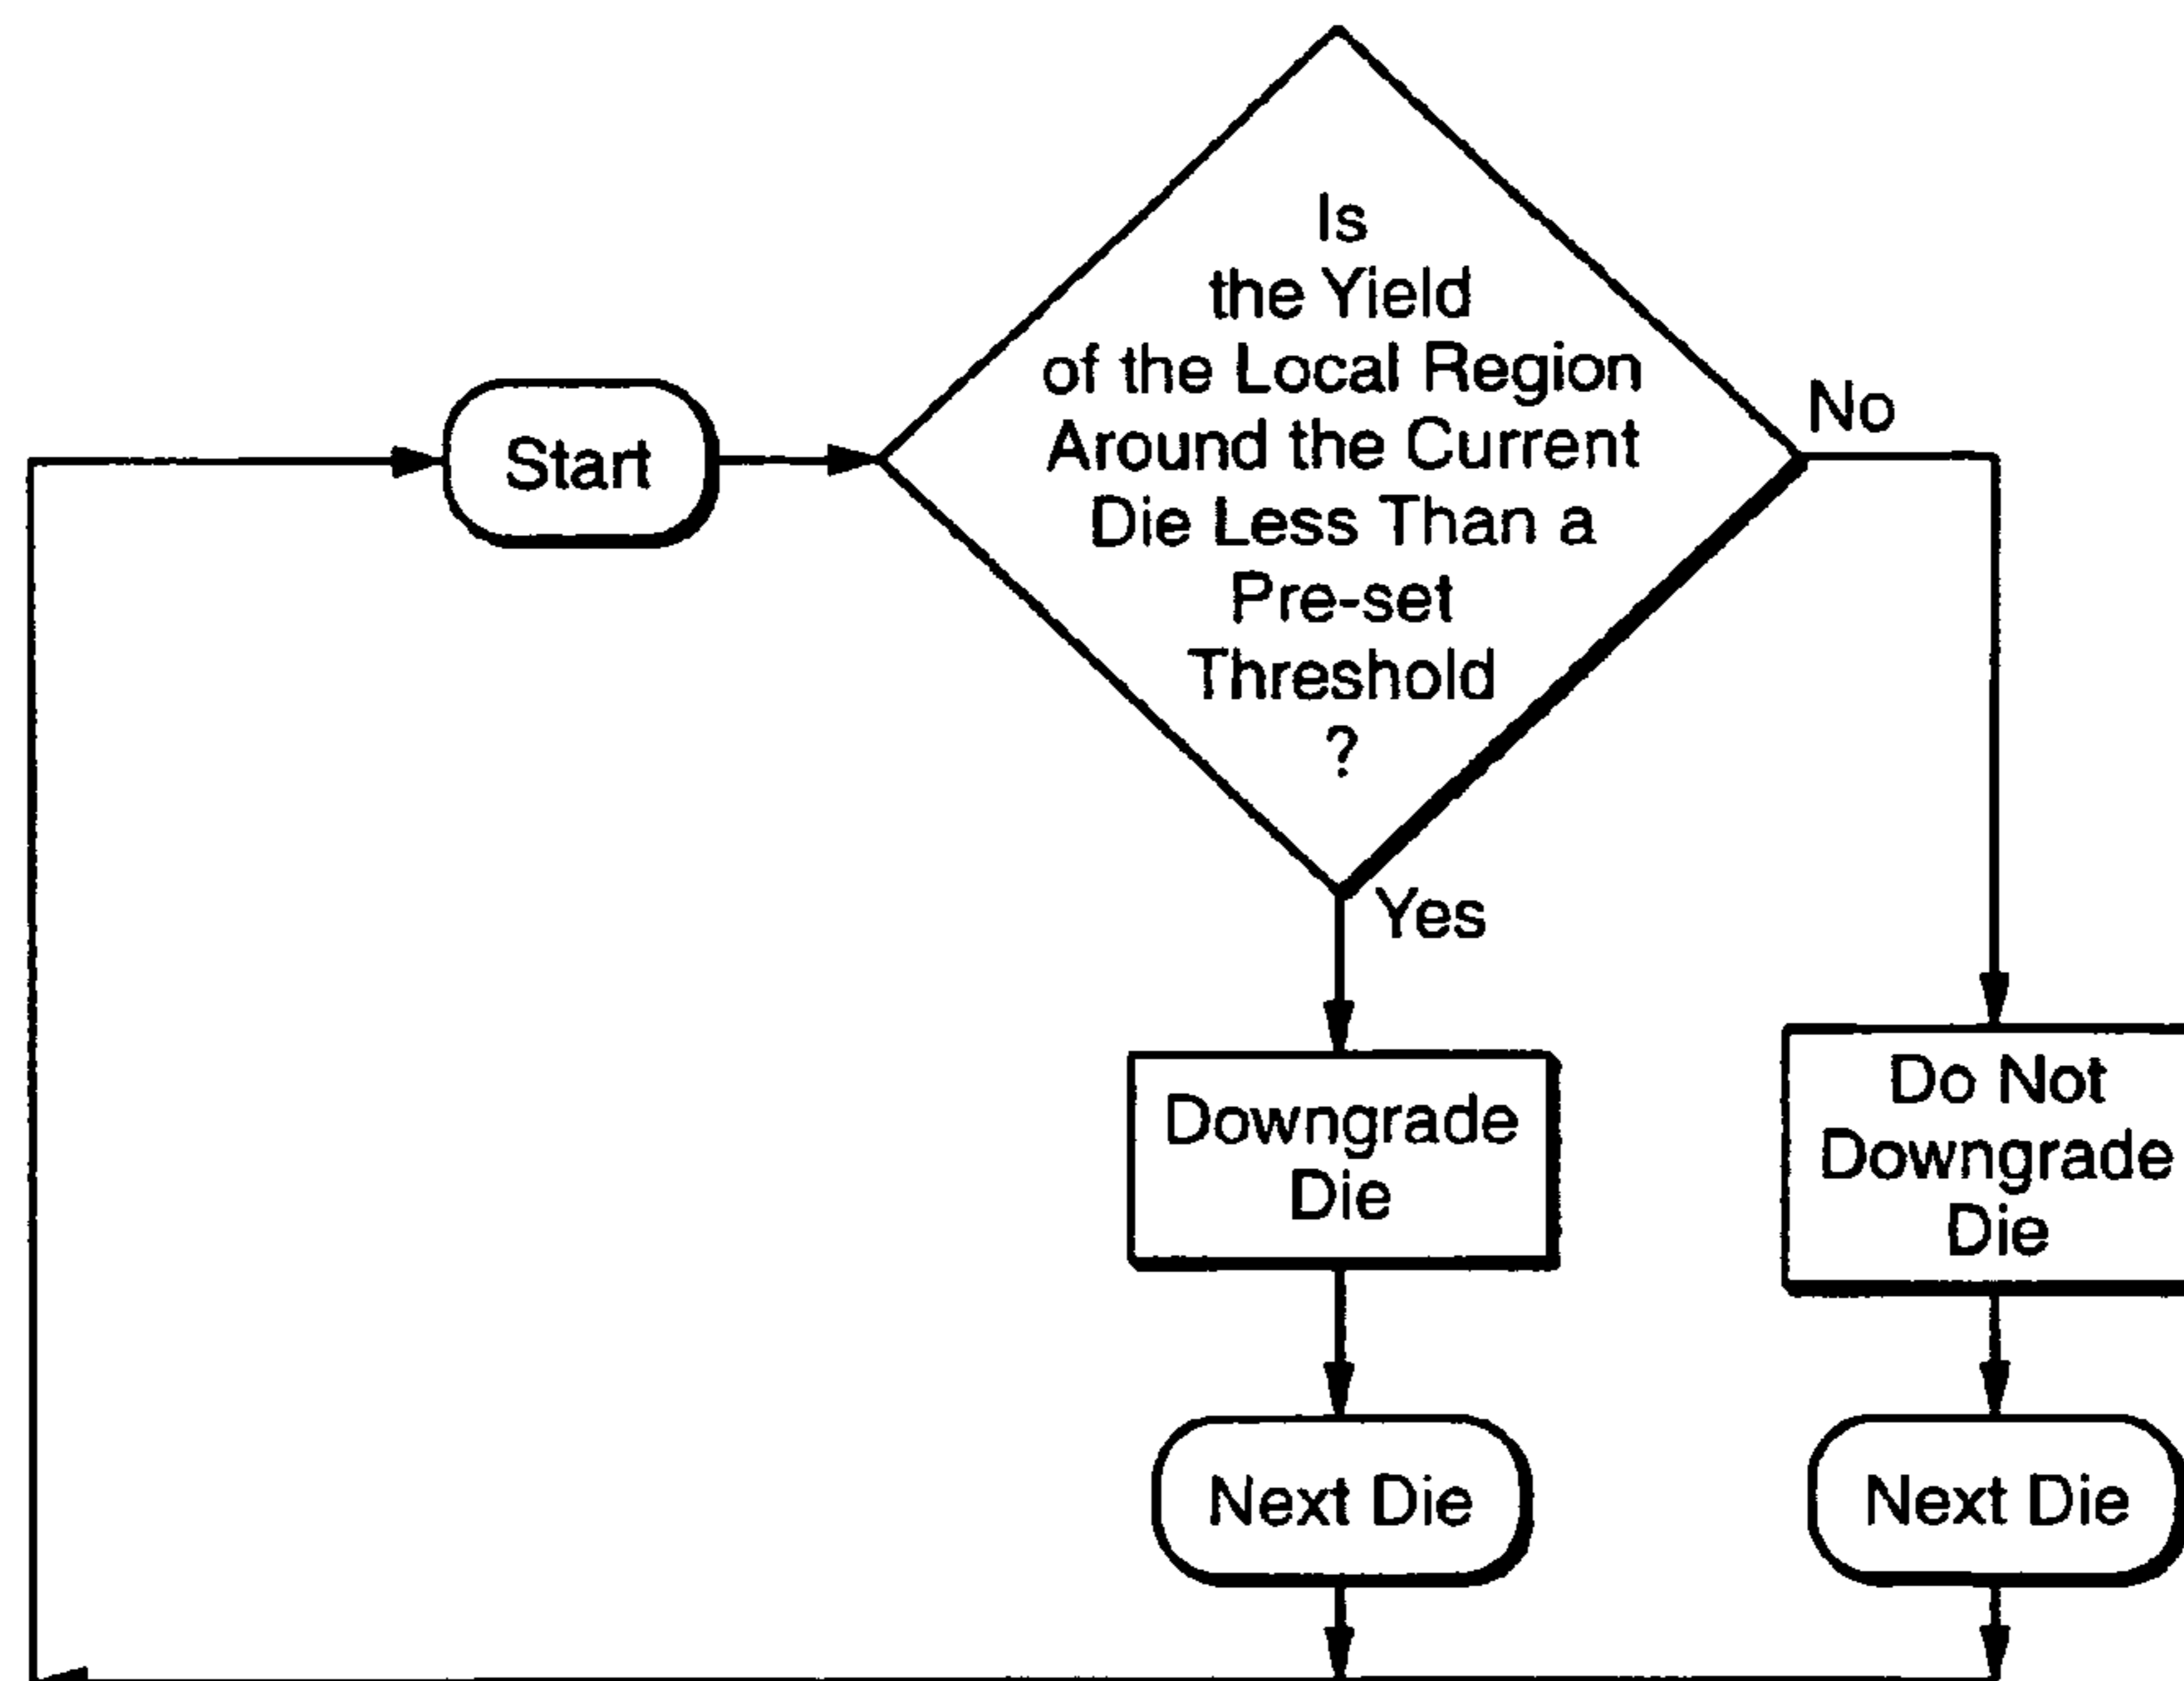 Start
Is
the Yield
of the Local Region
Around the Current
Die Less Than a
Pre-set
Threshold
?
No
Yes
Downgrade
Die
Do Not
Downgrade
Die
Next Die
Next Die